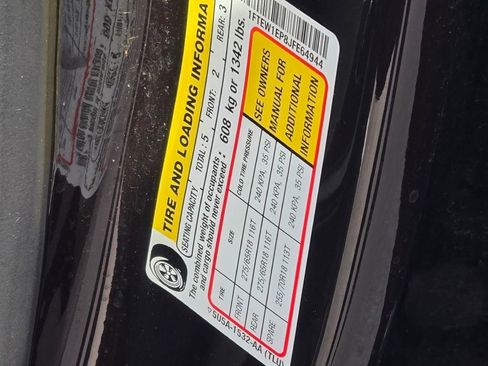 1FTEW1EP8JFE64944
TIRE AND LOADING INFORMA
SEATING CAPACITY TOTAL: 5 FRONT: 2 REAR: 3
The combined weight of occupants and cargo should never exceed: 608 kg or 1342 lbs.
TIRE SIZE COLD TIRE PRESSURE
FRONT 275/65R18 116T 240 KPA, 35 PSI
REAR 275/65R18 116T 240 KPA, 35 PSI
SPARE 255/70R18 113T 240 KPA, 35 PSI
SEE OWNERS
MANUAL FOR
ADDITIONAL
INFORMATION
5U5A-1532-AA (TLU)